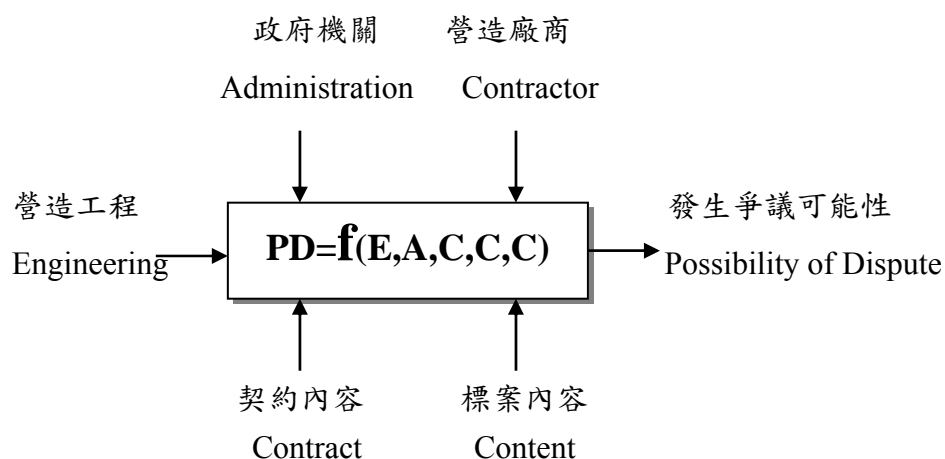 政府機關
Administration
營造廠商
Contractor
營造工程
Engineering
PD=f(E,A,C,C,C)
發生爭議可能性
Possibility of Dispute
契約內容
Contract
標案內容
Content